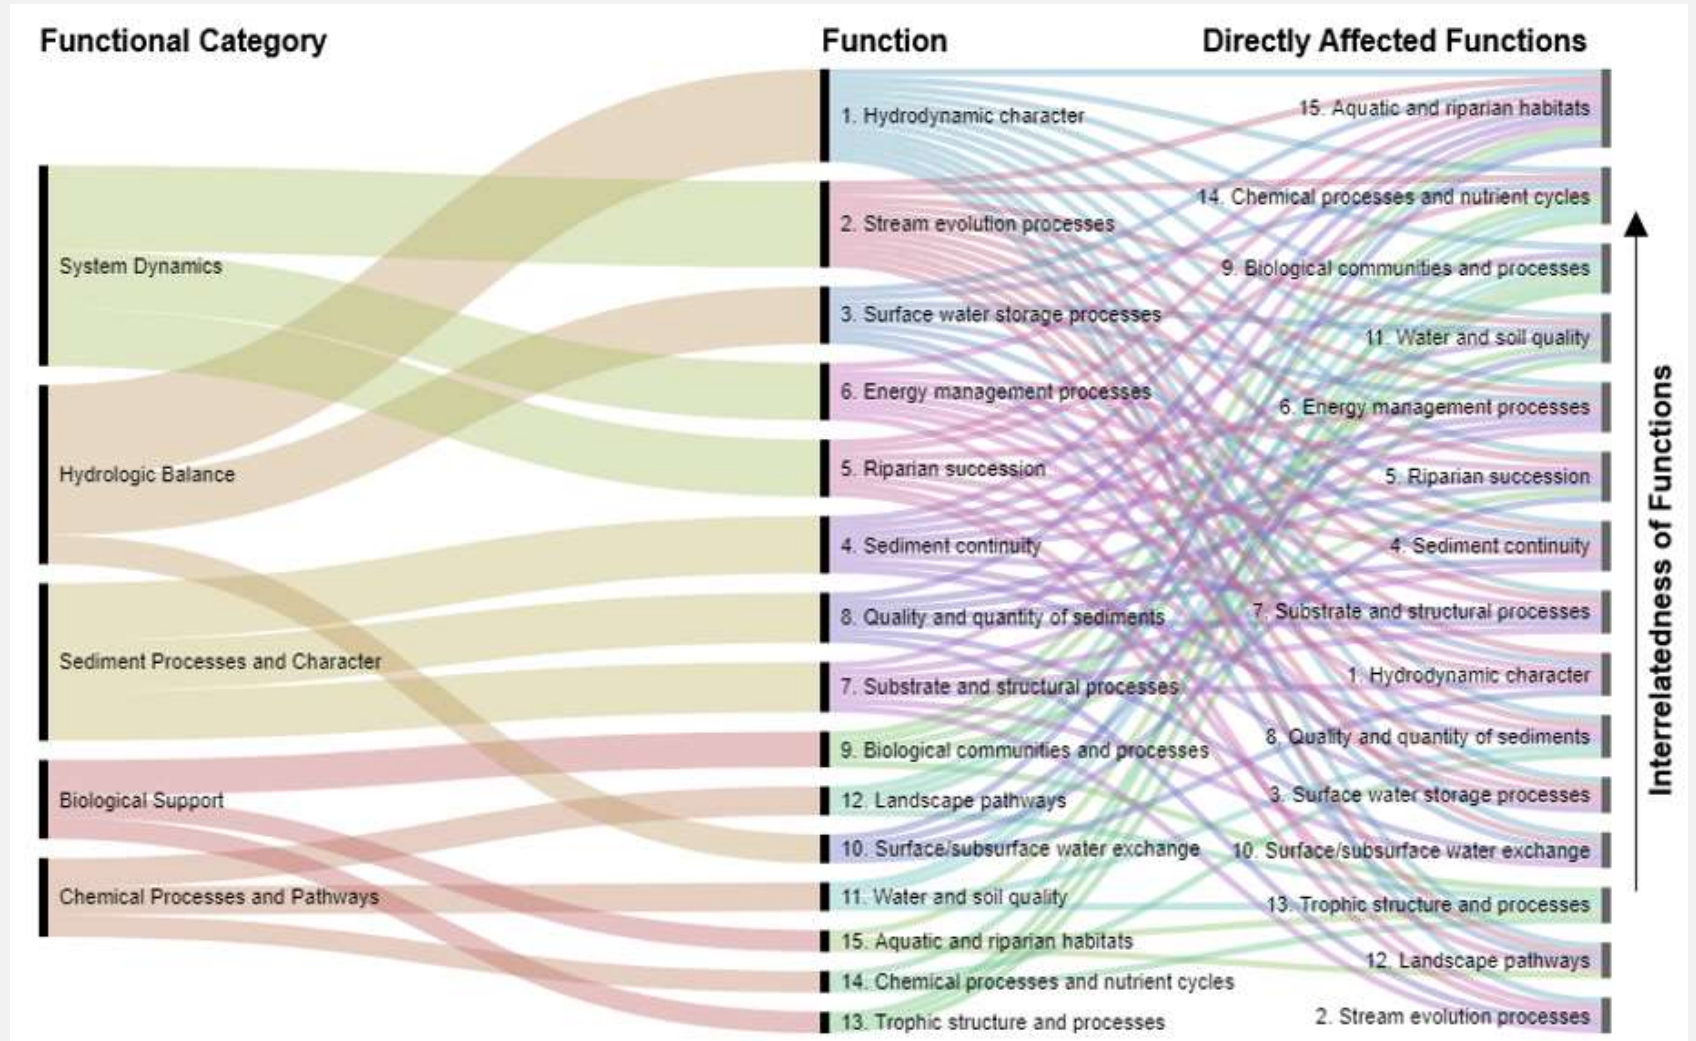 Functional Category
Function
Directly Affected Functions
System Dynamics
Hydrologic Balance
Sediment Processes and Character
Biological Support
Chemical Processes and Pathways
1. Hydrodynamic character
2. Stream evolution processes
3. Surface water storage processes
6. Energy management processes
5. Riparian succession
4. Sediment continuity
8. Quality and quantity of sediments
7. Substrate and structural processes
9. Biological communities and processes
12. Landscape pathways
10. Surface/subsurface water exchange
11. Water and soil quality
15. Aquatic and riparian habitats
14. Chemical processes and nutrient cycles
13. Trophic structure and processes
15. Aquatic and riparian habitats
14. Chemical processes and nutrient cycles
9. Biological communities and processes
11. Water and soil quality
6. Energy management processes
5. Riparian succession
4. Sediment continuity
7. Substrate and structural processes
1. Hydrodynamic character
8. Quality and quantity of sediments
3. Surface water storage processes
10. Surface/subsurface water exchange
13. Trophic structure and processes
12. Landscape pathways
2. Stream evolution processes
Interrelatedness of Functions